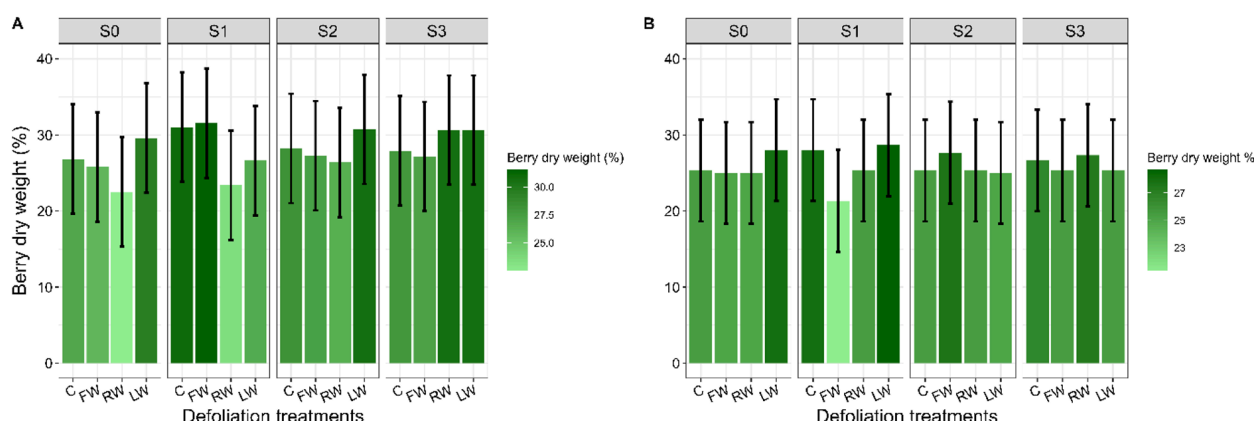 A
S0 S1 S2 S3
40
30
20
10
0
Berry dry weight (%)
C FW RW LW C FW RW LW C FW RW LW C FW RW LW
Defoliation treatments
Berry dry weight (%)
30.0
27.5
25.0
B
S0 S1 S2 S3
40
30
20
10
0
C FW RW LW C FW RW LW C FW RW LW C FW RW LW
Defoliation treatments
Berry dry weight %
27
25
23